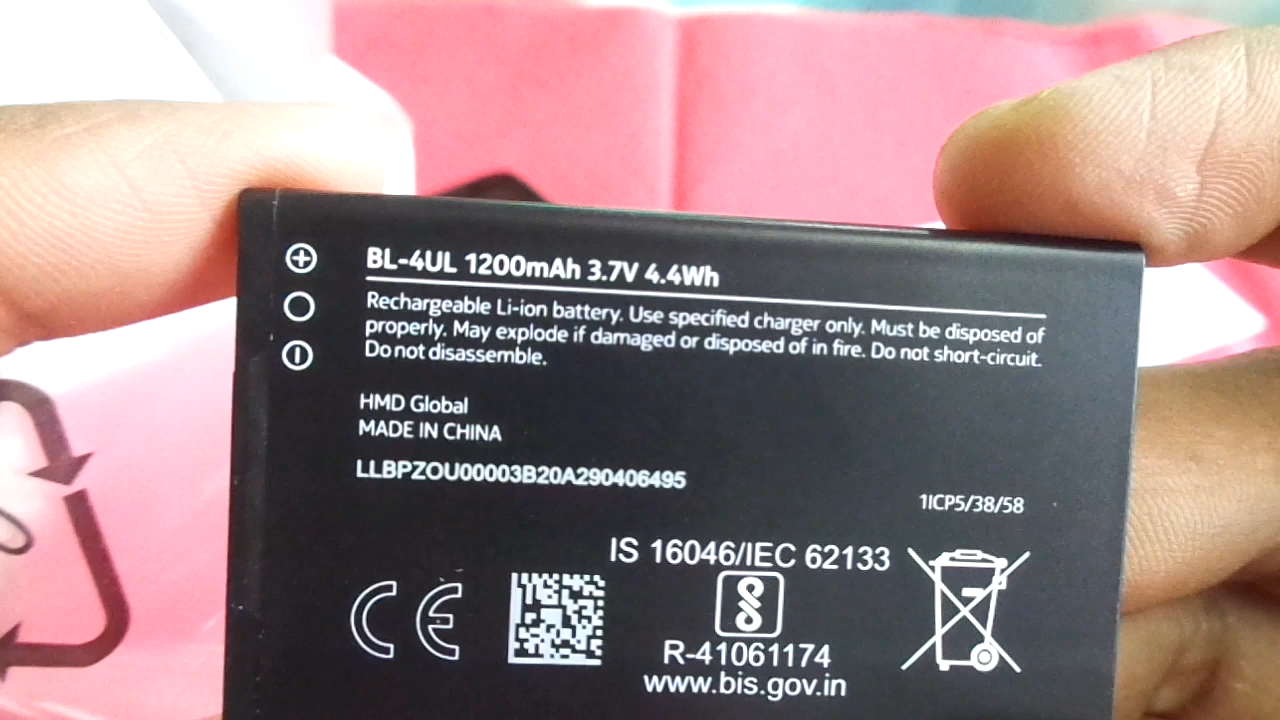 BL-4UL 1200mAh 3.7V 4.4Wh
Rechargeable Li-ion battery. Use specified charger only. Must be disposed of
properly. May explode if damaged or disposed of in fire. Do not short-circuit.
Do not disassemble.
HMD Global
MADE IN CHINA
LLBPZOU00003B20A290406495
1ICP5/38/58
IS 16046/IEC 62133
CE
R-41061174
www.bis.gov.in